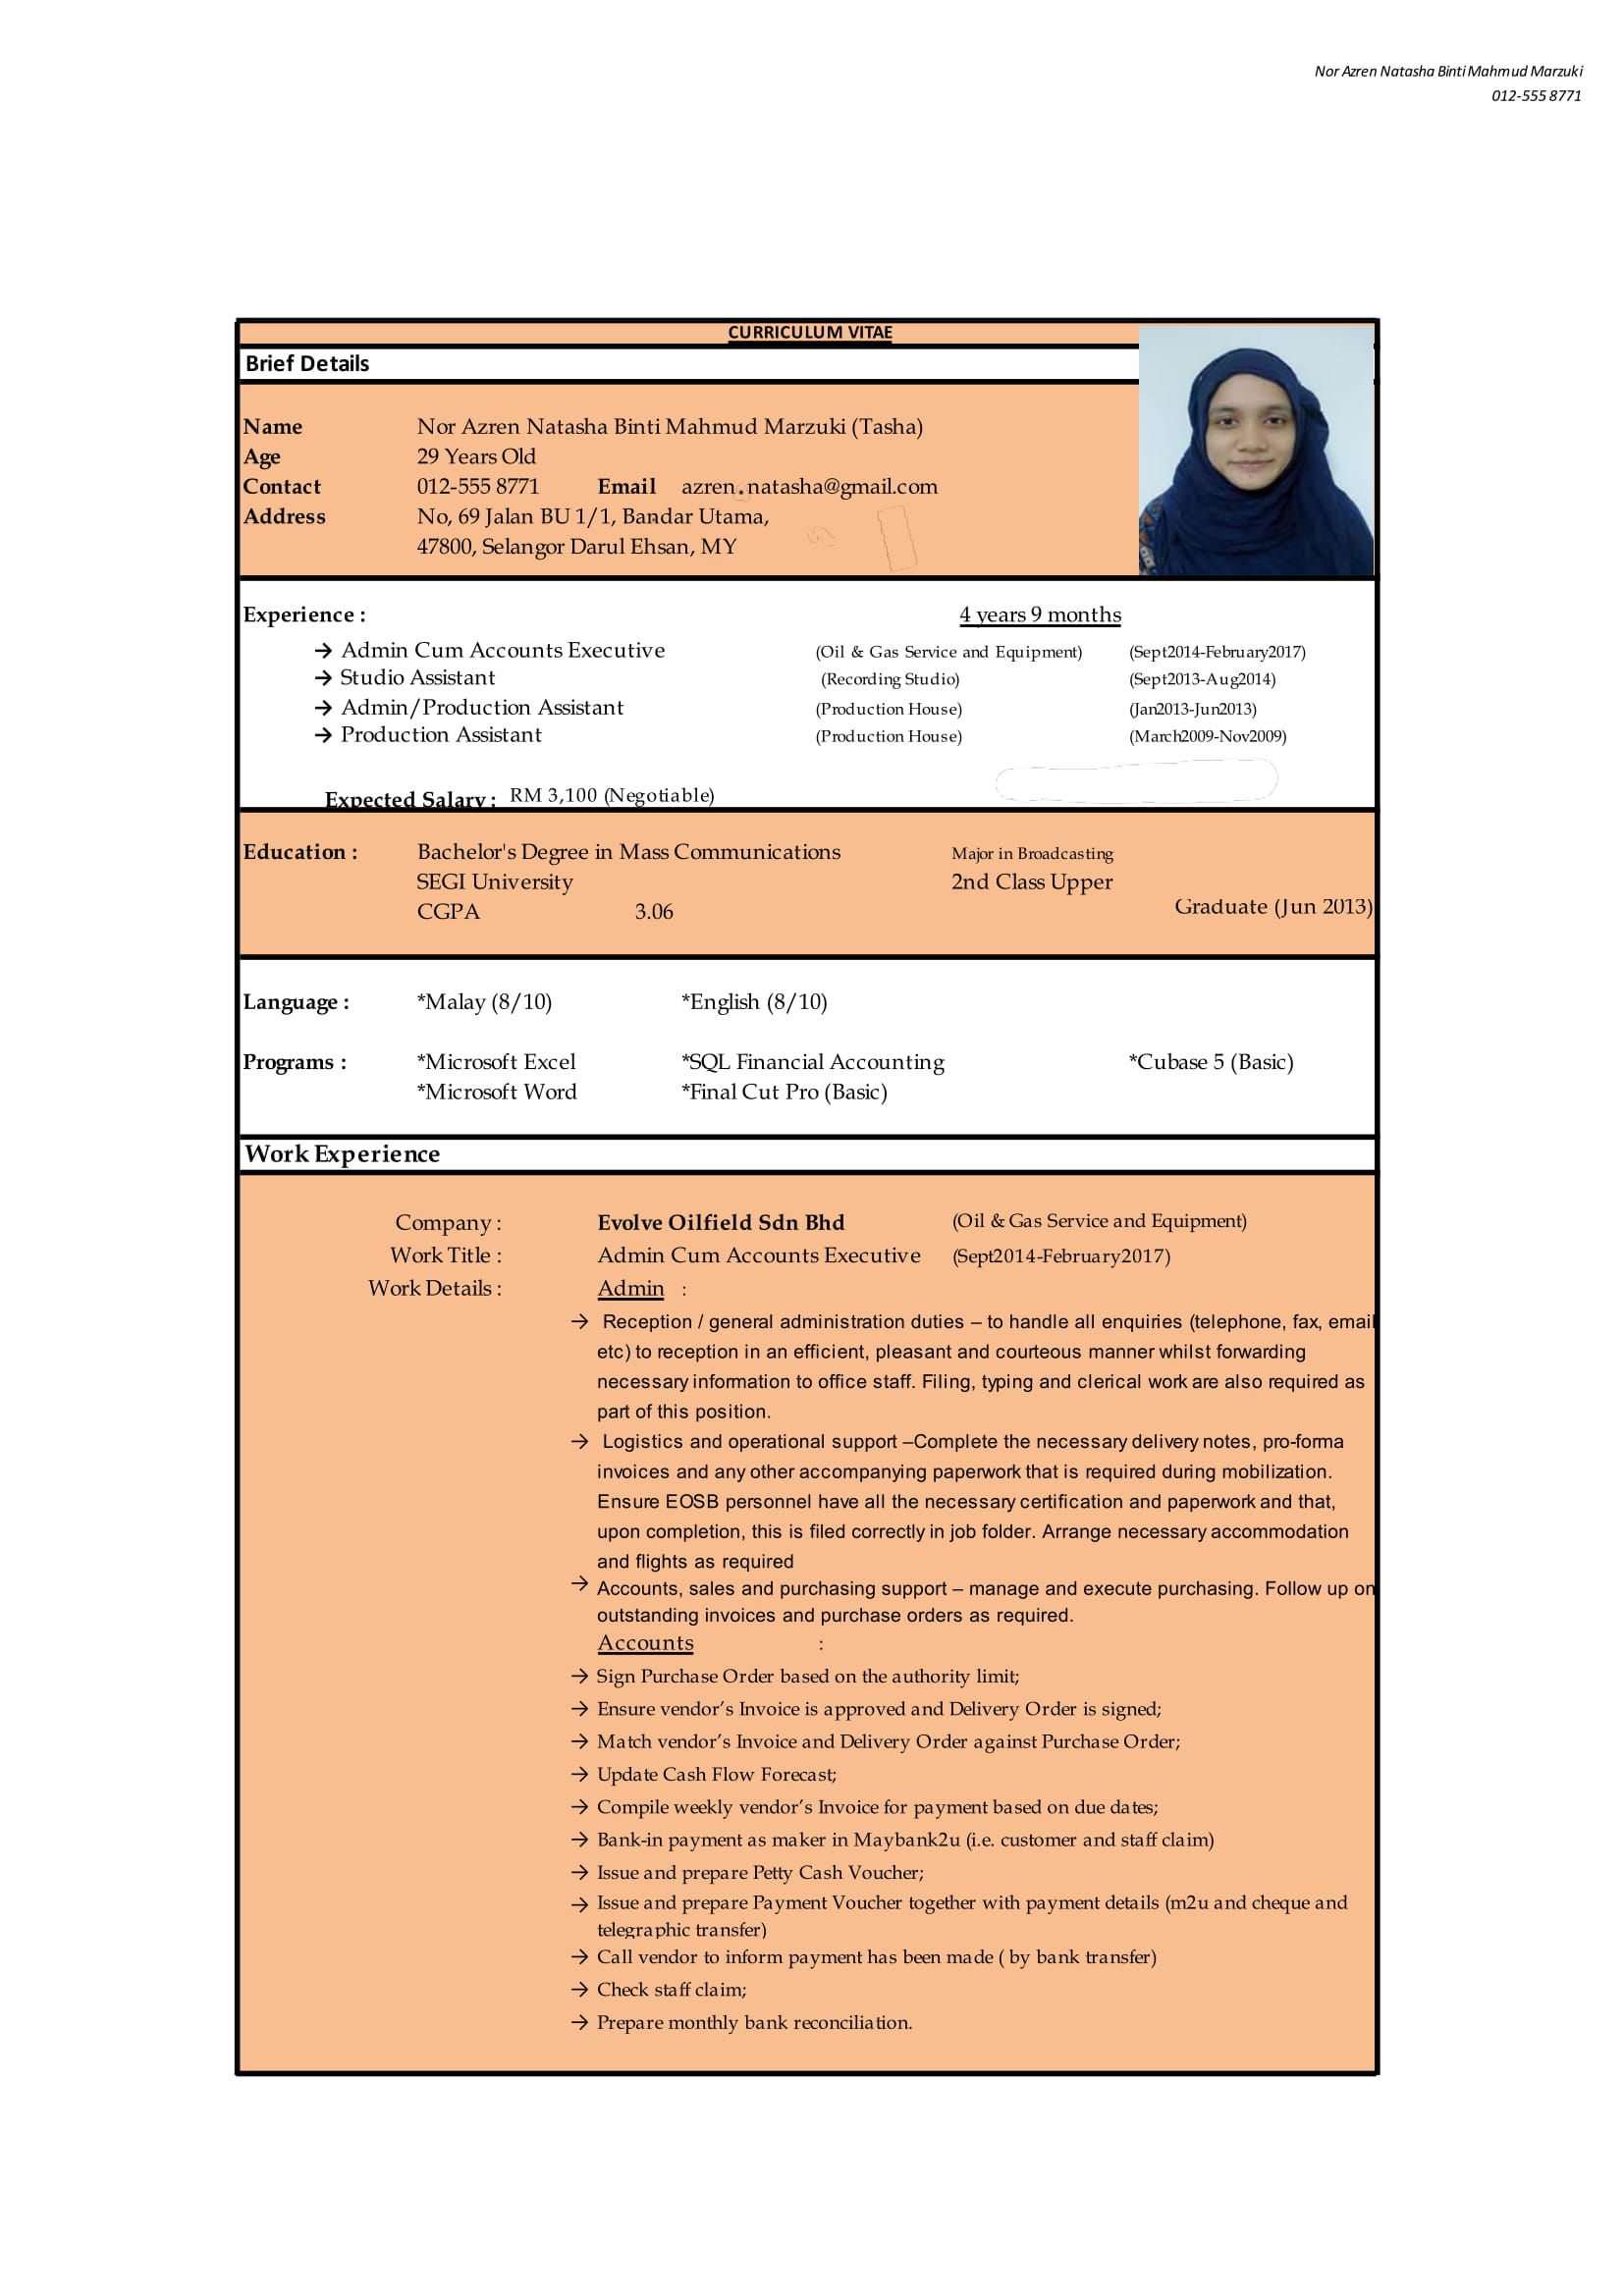 Nor Azren Natasha Binti Mahmud Marzuki
012-555 8771
CURRICULUM VITAE
Brief Details
Name Nor Azren Natasha Binti Mahmud Marzuki (Tasha)
Age 29 Years Old
Contact 012-555 8771 Email azren.natasha@gmail.com
Address No, 69 Jalan BU 1/1, Bandar Utama,
47800, Selangor Darul Ehsan, MY
Experience : 4 years 9 months
→ Admin Cum Accounts Executive (Oil & Gas Service and Equipment) (Sept2014-February2017)
→ Studio Assistant (Recording Studio) (Sept2013-Aug2014)
→ Admin/Production Assistant (Production House) (Jan2013-Jun2013)
→ Production Assistant (Production House) (March2009-Nov2009)
Expected Salary : RM 3,100 (Negotiable)
Education : Bachelor's Degree in Mass Communications Major in Broadcasting
SEGI University 2nd Class Upper
CGPA 3.06 Graduate (Jun 2013)
Language : *Malay (8/10) *English (8/10)
Programs : *Microsoft Excel *SQL Financial Accounting *Cubase 5 (Basic)
*Microsoft Word *Final Cut Pro (Basic)
Work Experience
Company : Evolve Oilfield Sdn Bhd (Oil & Gas Service and Equipment)
Work Title : Admin Cum Accounts Executive (Sept2014-February2017)
Work Details : Admin :
→ Reception / general administration duties – to handle all enquiries (telephone, fax, email
etc) to reception in an efficient, pleasant and courteous manner whilst forwarding
necessary information to office staff. Filing, typing and clerical work are also required as
part of this position.
→ Logistics and operational support –Complete the necessary delivery notes, pro-forma
invoices and any other accompanying paperwork that is required during mobilization.
Ensure EOSB personnel have all the necessary certification and paperwork and that,
upon completion, this is filed correctly in job folder. Arrange necessary accommodation
and flights as required
→ Accounts, sales and purchasing support – manage and execute purchasing. Follow up on
outstanding invoices and purchase orders as required.
Accounts :
→ Sign Purchase Order based on the authority limit;
→ Ensure vendor’s Invoice is approved and Delivery Order is signed;
→ Match vendor’s Invoice and Delivery Order against Purchase Order;
→ Update Cash Flow Forecast;
→ Compile weekly vendor’s Invoice for payment based on due dates;
→ Bank-in payment as maker in Maybank2u (i.e. customer and staff claim)
→ Issue and prepare Petty Cash Voucher;
→ Issue and prepare Payment Voucher together with payment details (m2u and cheque and
telegraphic transfer)
→ Call vendor to inform payment has been made ( by bank transfer)
→ Check staff claim;
→ Prepare monthly bank reconciliation.